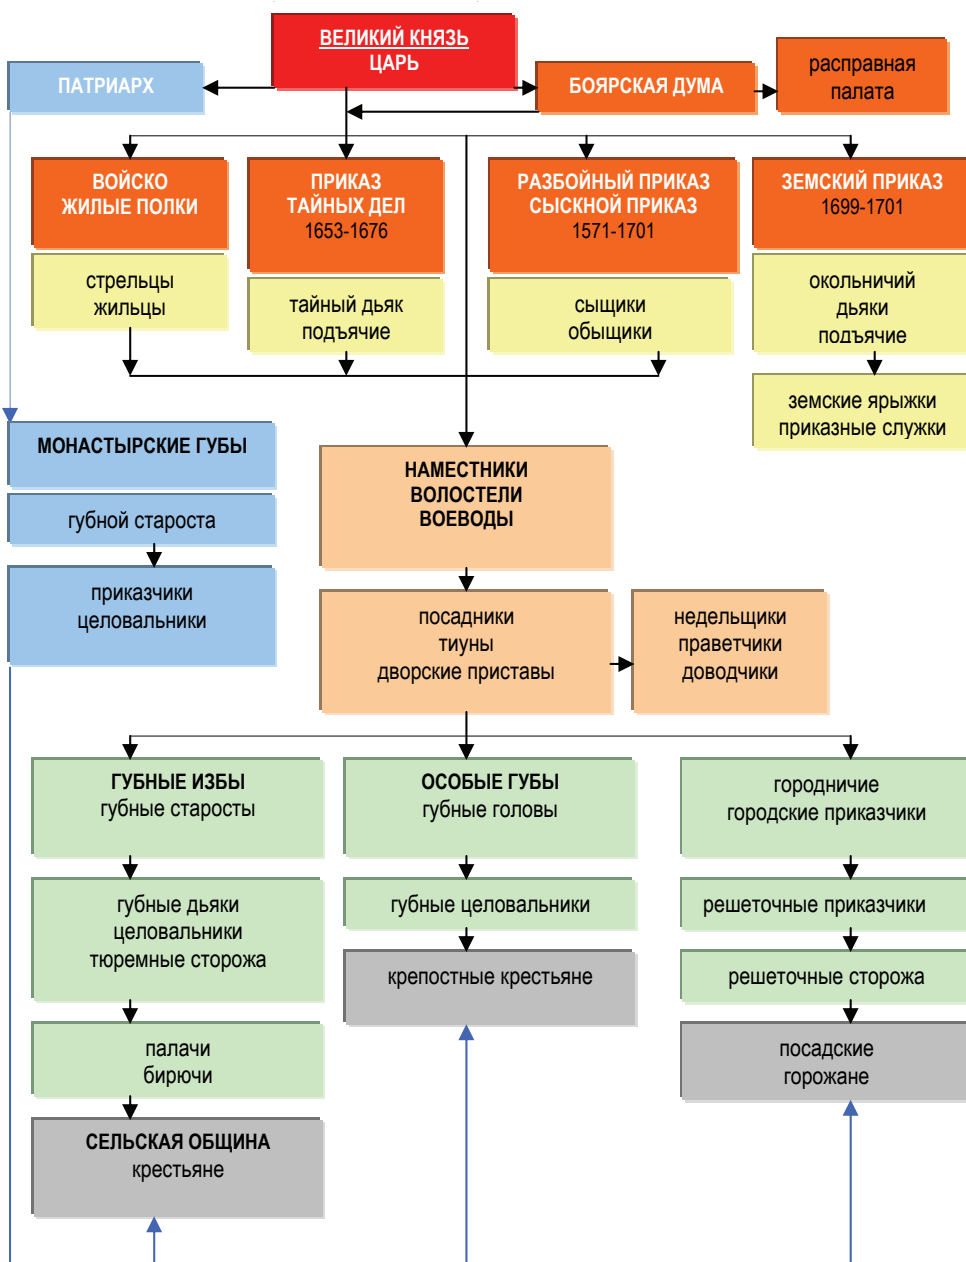 ВЕЛИКИЙ КНЯЗЬ
ЦАРЬ
ПАТРИАРХ
БОЯРСКАЯ ДУМА
расправная
палата
ВОЙСКО
ЖИЛЫЕ ПОЛКИ
ПРИКАЗ
ТАЙНЫХ ДЕЛ
1653-1676
РАЗБОЙНЫЙ ПРИКАЗ
СЫСКНОЙ ПРИКАЗ
1571-1701
ЗЕМСКИЙ ПРИКАЗ
1699-1701
стрельцы
жильцы
тайный дьяк
подъячие
сыщики
обыщики
окольничий
дьяки
подъячие
земские ярыжки
приказные служки
МОНАСТЫРСКИЕ ГУБЫ
губной староста
приказчики
целовальники
НАМЕСТНИКИ
ВОЛОСТЕЛИ
ВОЕВОДЫ
посадники
тиуны
дворские приставы
недельщики
праветчики
доводчики
ГУБНЫЕ ИЗБЫ
губные старосты
ОСОБЫЕ ГУБЫ
губные головы
городничие
городские приказчики
губные дьяки
целовальники
тюремные сторожа
губные целовальники
решеточные приказчики
крепостные крестьяне
решеточные сторожа
палачи
бирючи
посадские
горожане
СЕЛЬСКАЯ ОБЩИНА
крестьяне